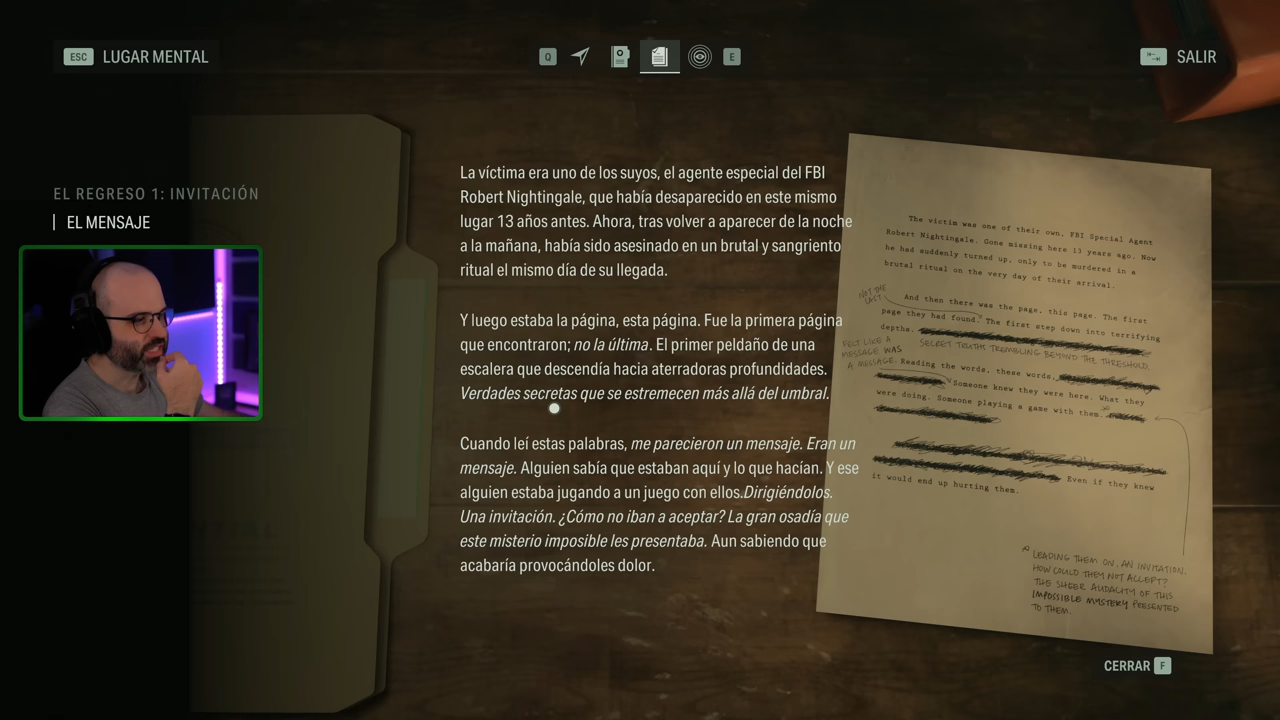 ESC LUGAR MENTAL
Q
E
SALIR
EL REGRESO 1: INVITACIÓN
EL MENSAJE
La víctima era uno de los suyos, el agente especial del FBI
Robert Nightingale, que había desaparecido en este mismo
lugar 13 años antes. Ahora, tras volver a aparecer de la noche
a la mañana, había sido asesinado en un brutal y sangriento
ritual el mismo día de su llegada.
Y luego estaba la página, esta página. Fue la primera página
que encontraron; no la última. El primer peldaño de una
escalera que descendía hacia aterradoras profundidades.
Verdades secretas que se estremecen más allá del umbral.
Cuando leí estas palabras, me parecieron un mensaje. Eran un
mensaje. Alguien sabía que estaban aquí y lo que hacían. Y ese
alguien estaba jugando a un juego con ellos.Dirigiéndolos.
Una invitación. ¿Cómo no iban a aceptar? La gran osadía que
este misterio imposible les presentaba. Aun sabiendo que
acabaría provocándoles dolor.
The victim was one of their own, FBI Special Agent
Robert Nightingale. Gone missing here 13 years ago. Now
he had suddenly turned up, only to be murdered in a
brutal ritual on the very day of their arrival.
NOT THE
LAST.
And then there was the page, this page. The first
page they had found. The first step down into terrifying
depths.
SECRET TRUTHS TREMBLING BEYOND THE THRESHOLD.
FELT LIKE A
MESSAGE. WAS
A MESSAGE.
Reading the words, these words,
Someone knew they were here. What they
were doing. Someone playing a game with them.
Even if they knew
it would end up hurting them.
LEADING THEM ON, AN INVITATION.
HOW COULD THEY NOT ACCEPT?
THE SHEER AUDACITY OF THIS
IMPOSSIBLE MYSTERY PRESENTED
TO THEM.
CERRAR F